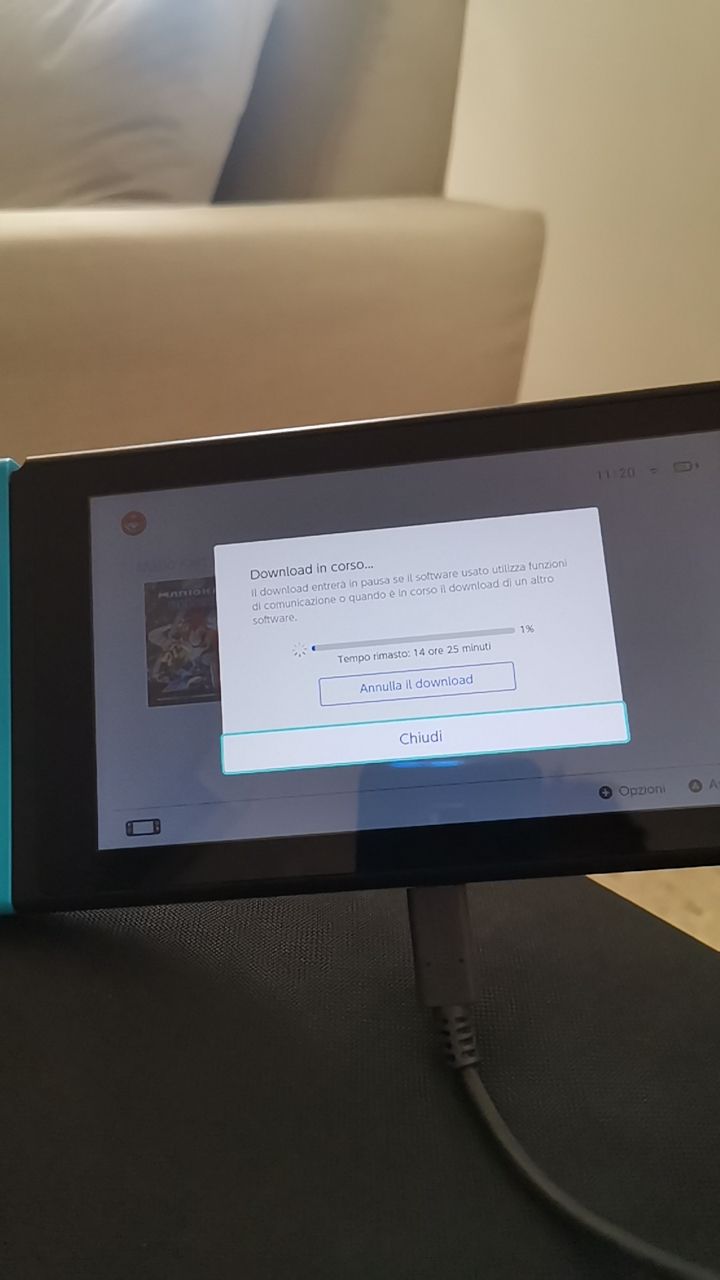 11:20
Download in corso...
Il download entrerà in pausa se il software usato utilizza funzioni
di comunicazione o quando è in corso il download di un altro
software.
1%
Tempo rimasto: 14 ore 25 minuti
Annulla il download
Chiudi
Opzioni